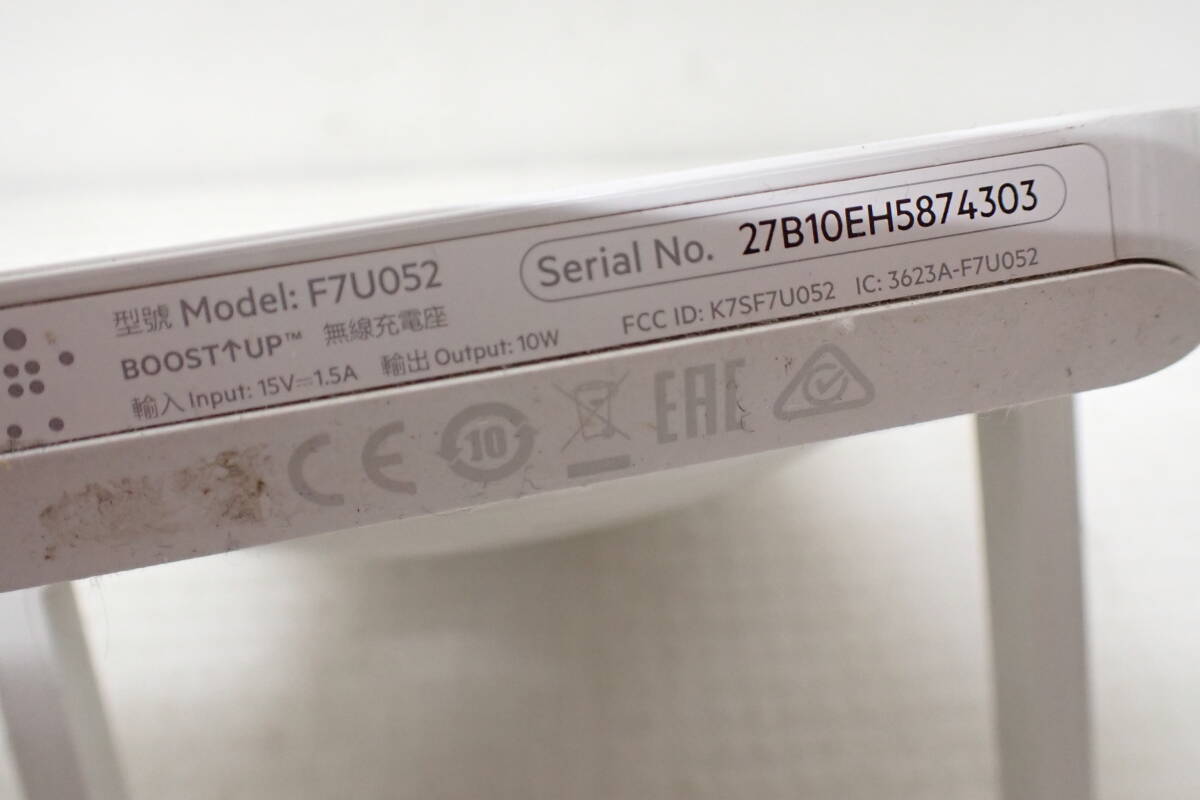 型號 Model: F7U052
BOOST↑UP™ 無線充電座
輸入 Input: 15V⎓1.5A 輸出 Output: 10W
Serial No. 27B10EH5874303
FCC ID: K7SF7U052 IC: 3623A-F7U052
CE 10 EAC